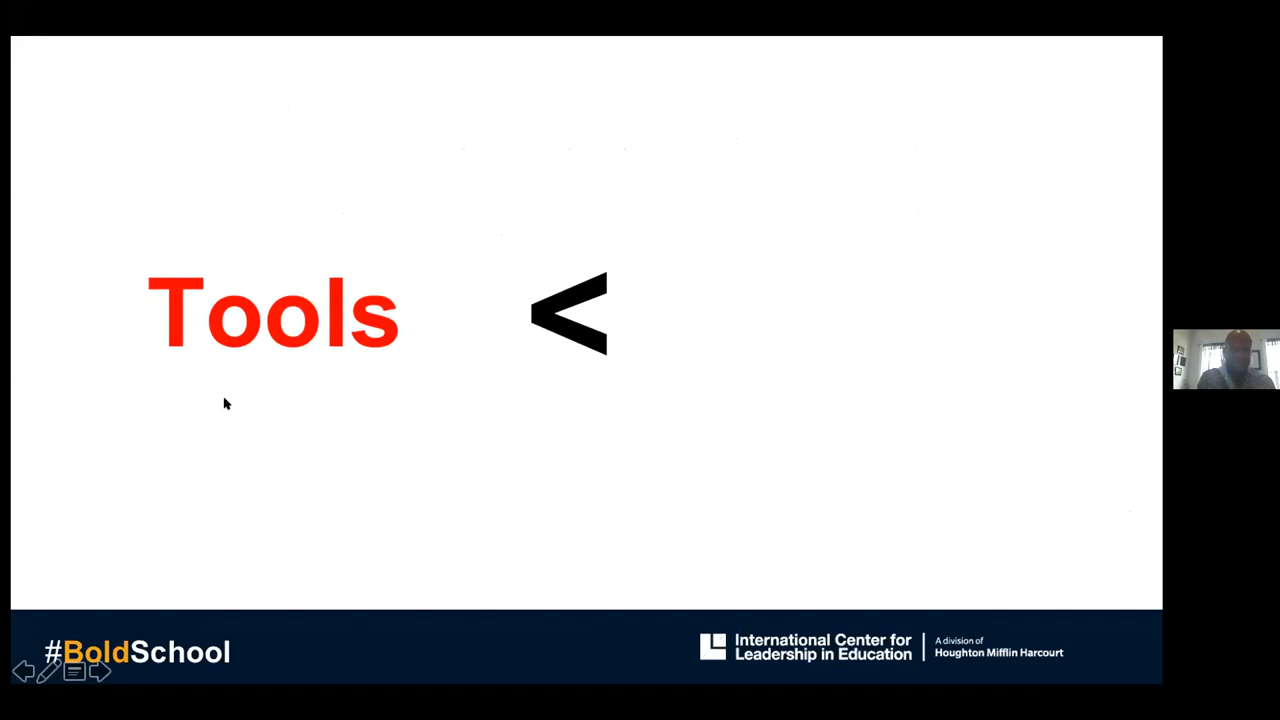 Tools <
#BoldSchool
International Center for
Leadership in Education
A division of
Houghton Mifflin Harcourt